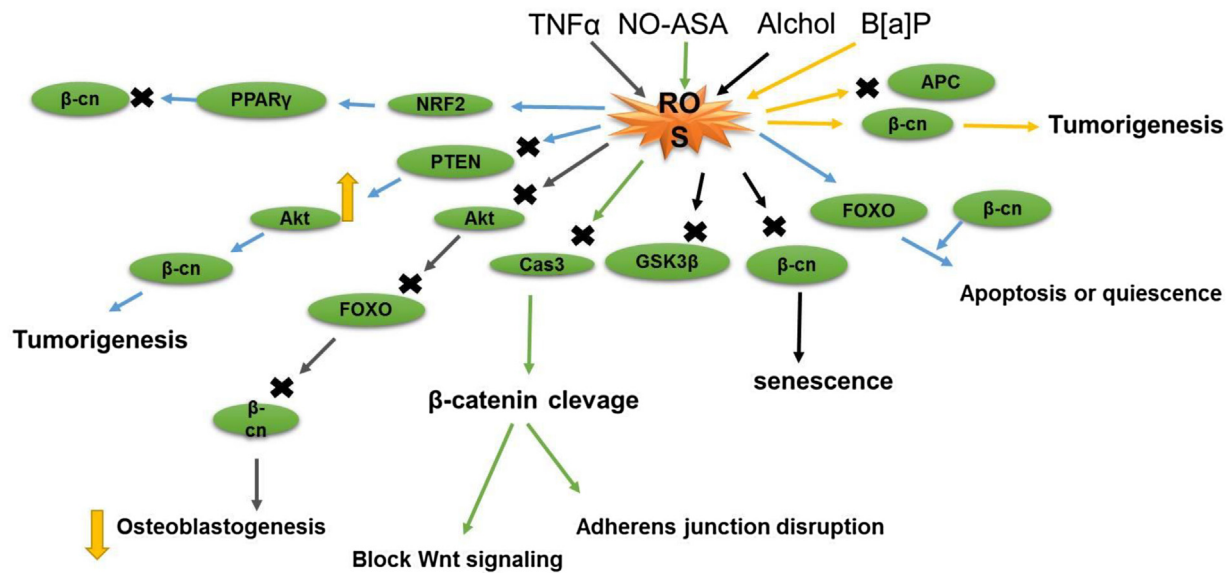 TNFα NO-ASA Alchol B[a]P
RO
S
β-cn
PPARγ
NRF2
APC
β-cn
Tumorigenesis
PTEN
Akt
β-cn
Tumorigenesis
Akt
FOXO
β-
cn
Osteoblastogenesis
Cas3
β-catenin clevage
Block Wnt signaling
Adherens junction disruption
GSK3β
β-cn
senescence
FOXO
β-cn
Apoptosis or quiescence